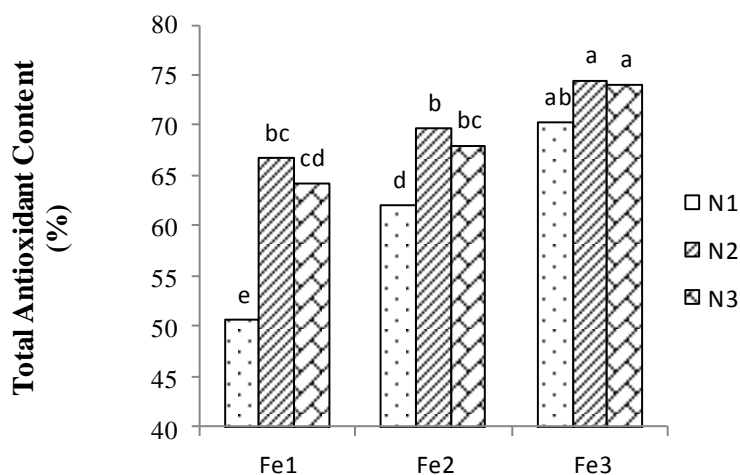 Total Antioxidant Content
(%)
80
75
70
65
60
55
50
45
40
e
bc
cd
d
b
bc
ab
a
a
Fe1
Fe2
Fe3
N1
N2
N3